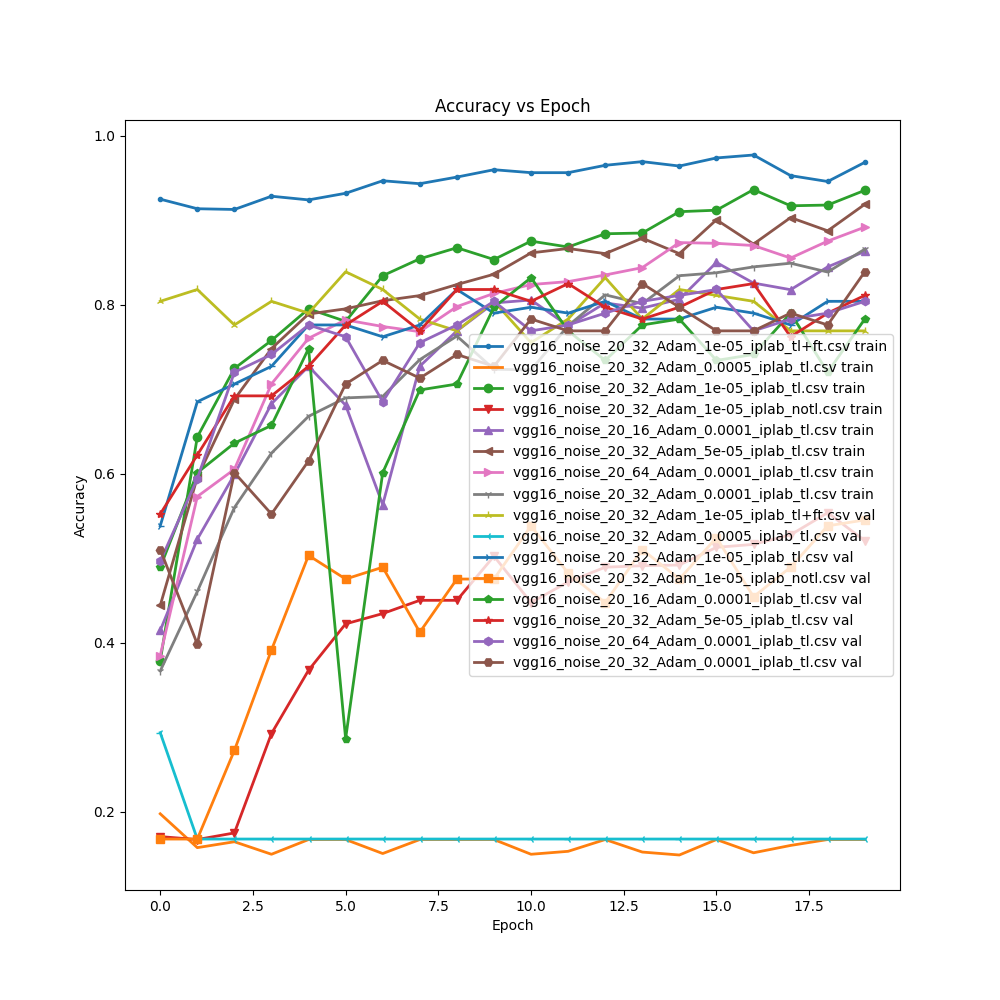 Accuracy vs Epoch
1.0
0.8
0.6
0.4
0.2
Accuracy
vgg16_noise_20_32_Adam_1e-05_iplab_tl+ft.csv train
vgg16_noise_20_32_Adam_0.0005_iplab_tl.csv train
vgg16_noise_20_32_Adam_1e-05_iplab_tl.csv train
vgg16_noise_20_32_Adam_1e-05_iplab_notl.csv train
vgg16_noise_20_16_Adam_0.0001_iplab_tl.csv train
vgg16_noise_20_32_Adam_5e-05_iplab_tl.csv train
vgg16_noise_20_64_Adam_0.0001_iplab_tl.csv train
vgg16_noise_20_32_Adam_0.0001_iplab_tl.csv train
vgg16_noise_20_32_Adam_1e-05_iplab_tl+ft.csv val
vgg16_noise_20_32_Adam_0.0005_iplab_tl.csv val
vgg16_noise_20_32_Adam_1e-05_iplab_tl.csv val
vgg16_noise_20_32_Adam_1e-05_iplab_notl.csv val
vgg16_noise_20_16_Adam_0.0001_iplab_tl.csv val
vgg16_noise_20_32_Adam_5e-05_iplab_tl.csv val
vgg16_noise_20_64_Adam_0.0001_iplab_tl.csv val
vgg16_noise_20_32_Adam_0.0001_iplab_tl.csv val
0.0 2.5 5.0 7.5 10.0 12.5 15.0 17.5
Epoch